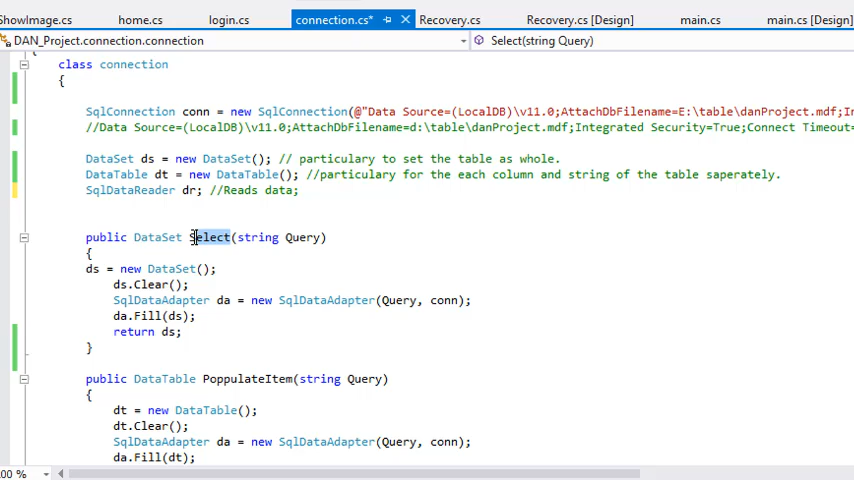 ShowImage.cs home.cs login.cs connection.cs* Recovery.cs Recovery.cs [Design] main.cs main.cs [Design]
DAN_Project.connection.connection Select(string Query)
class connection
{
SqlConnection conn = new SqlConnection(@"Data Source=(LocalDB)\v11.0;AttachDbFilename=E:\table\danProject.mdf;In
//Data Source=(LocalDB)\v11.0;AttachDbFilename=d:\table\danProject.mdf;Integrated Security=True;Connect Timeout=
DataSet ds = new DataSet(); // particulary to set the table as whole.
DataTable dt = new DataTable(); //particulary for the each column and string of the table saperately.
SqlDataReader dr; //Reads data;
public DataSet Select(string Query)
{
ds = new DataSet();
ds.Clear();
SqlDataAdapter da = new SqlDataAdapter(Query, conn);
da.Fill(ds);
return ds;
}
public DataTable PoppulateItem(string Query)
{
dt = new DataTable();
dt.Clear();
SqlDataAdapter da = new SqlDataAdapter(Query, conn);
da.Fill(dt);
00 %